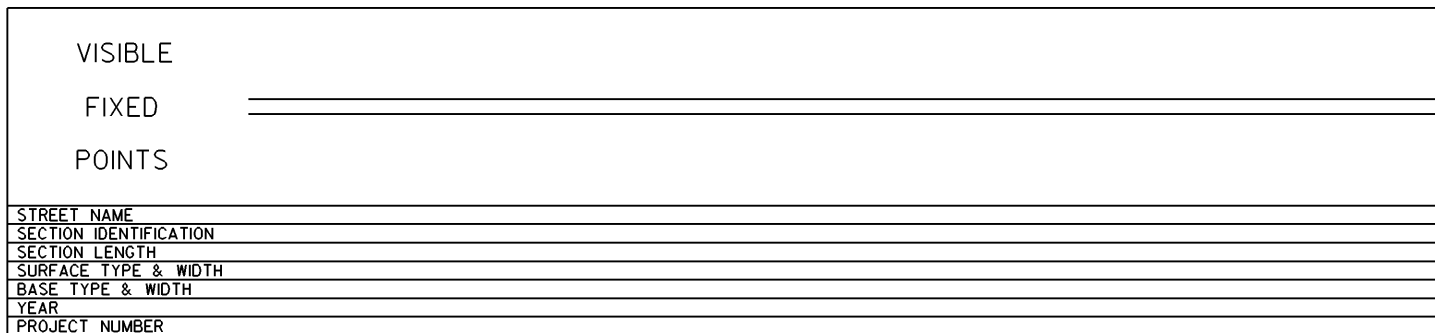 VISIBLE
FIXED
POINTS
STREET NAME
SECTION IDENTIFICATION
SECTION LENGTH
SURFACE TYPE & WIDTH
BASE TYPE & WIDTH
YEAR
PROJECT NUMBER